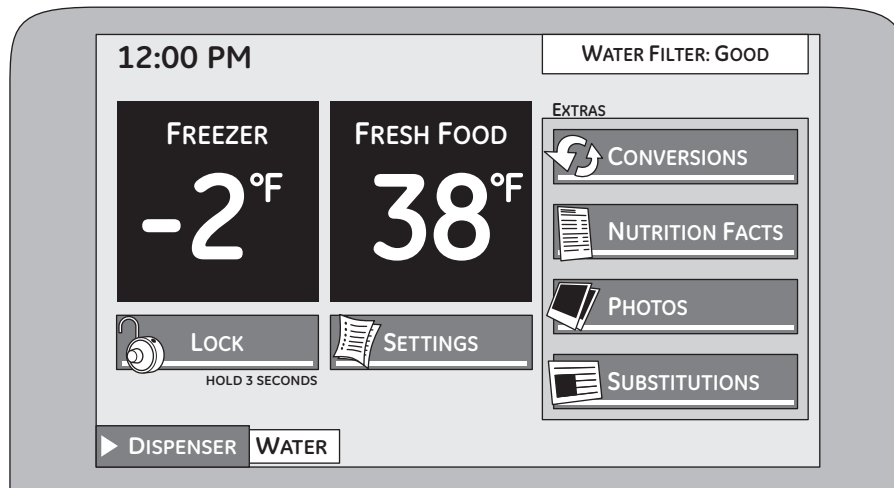 12:00 PM
WATER FILTER: GOOD
FREEZER
-2°F
FRESH FOOD
38°F
EXTRAS
CONVERSIONS
NUTRITION FACTS
PHOTOS
SUBSTITUTIONS
LOCK
HOLD 3 SECONDS
SETTINGS
DISPENSER
WATER